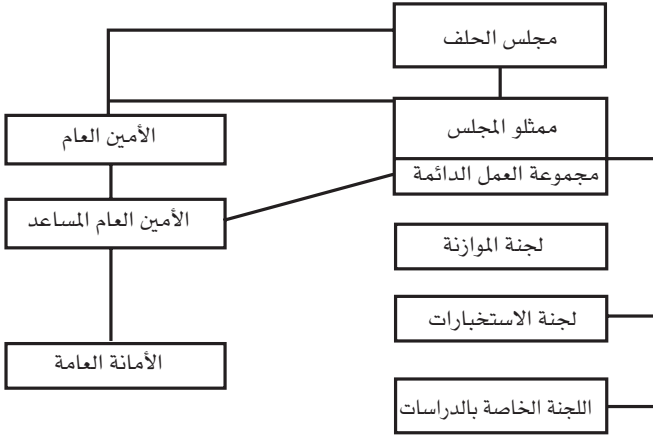 مجلس الحلف
ممثلو المجلس
مجموعة العمل الدائمة
لجنة الموازنة
لجنة الاستخبارات
اللجنة الخاصة بالدراسات
الأمين العام
الأمين العام المساعد
الأمانة العامة